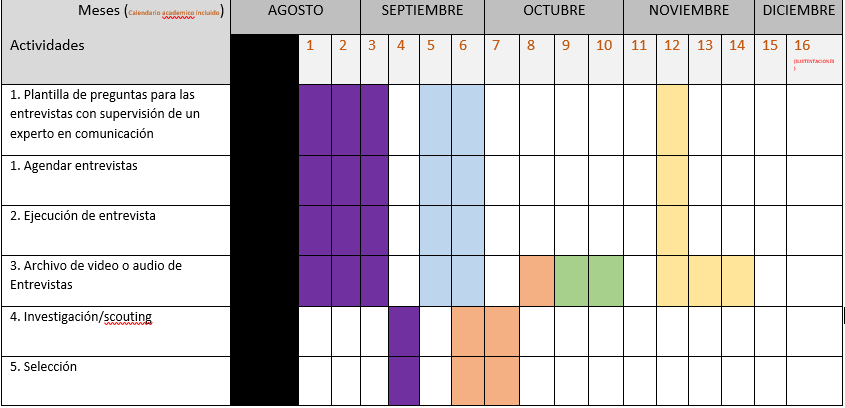 Meses (Calendario academico incluido) AGOSTO SEPTIEMBRE OCTUBRE NOVIEMBRE DICIEMBRE
Actividades 1 2 3 4 5 6 7 8 9 10 11 12 13 14 15 16
(SUSTENTACIONES
)
1. Plantilla de preguntas para las
entrevistas con supervisión de un
experto en comunicación
1. Agendar entrevistas
2. Ejecución de entrevista
3. Archivo de video o audio de
Entrevistas
4. Investigación/scouting
5. Selección